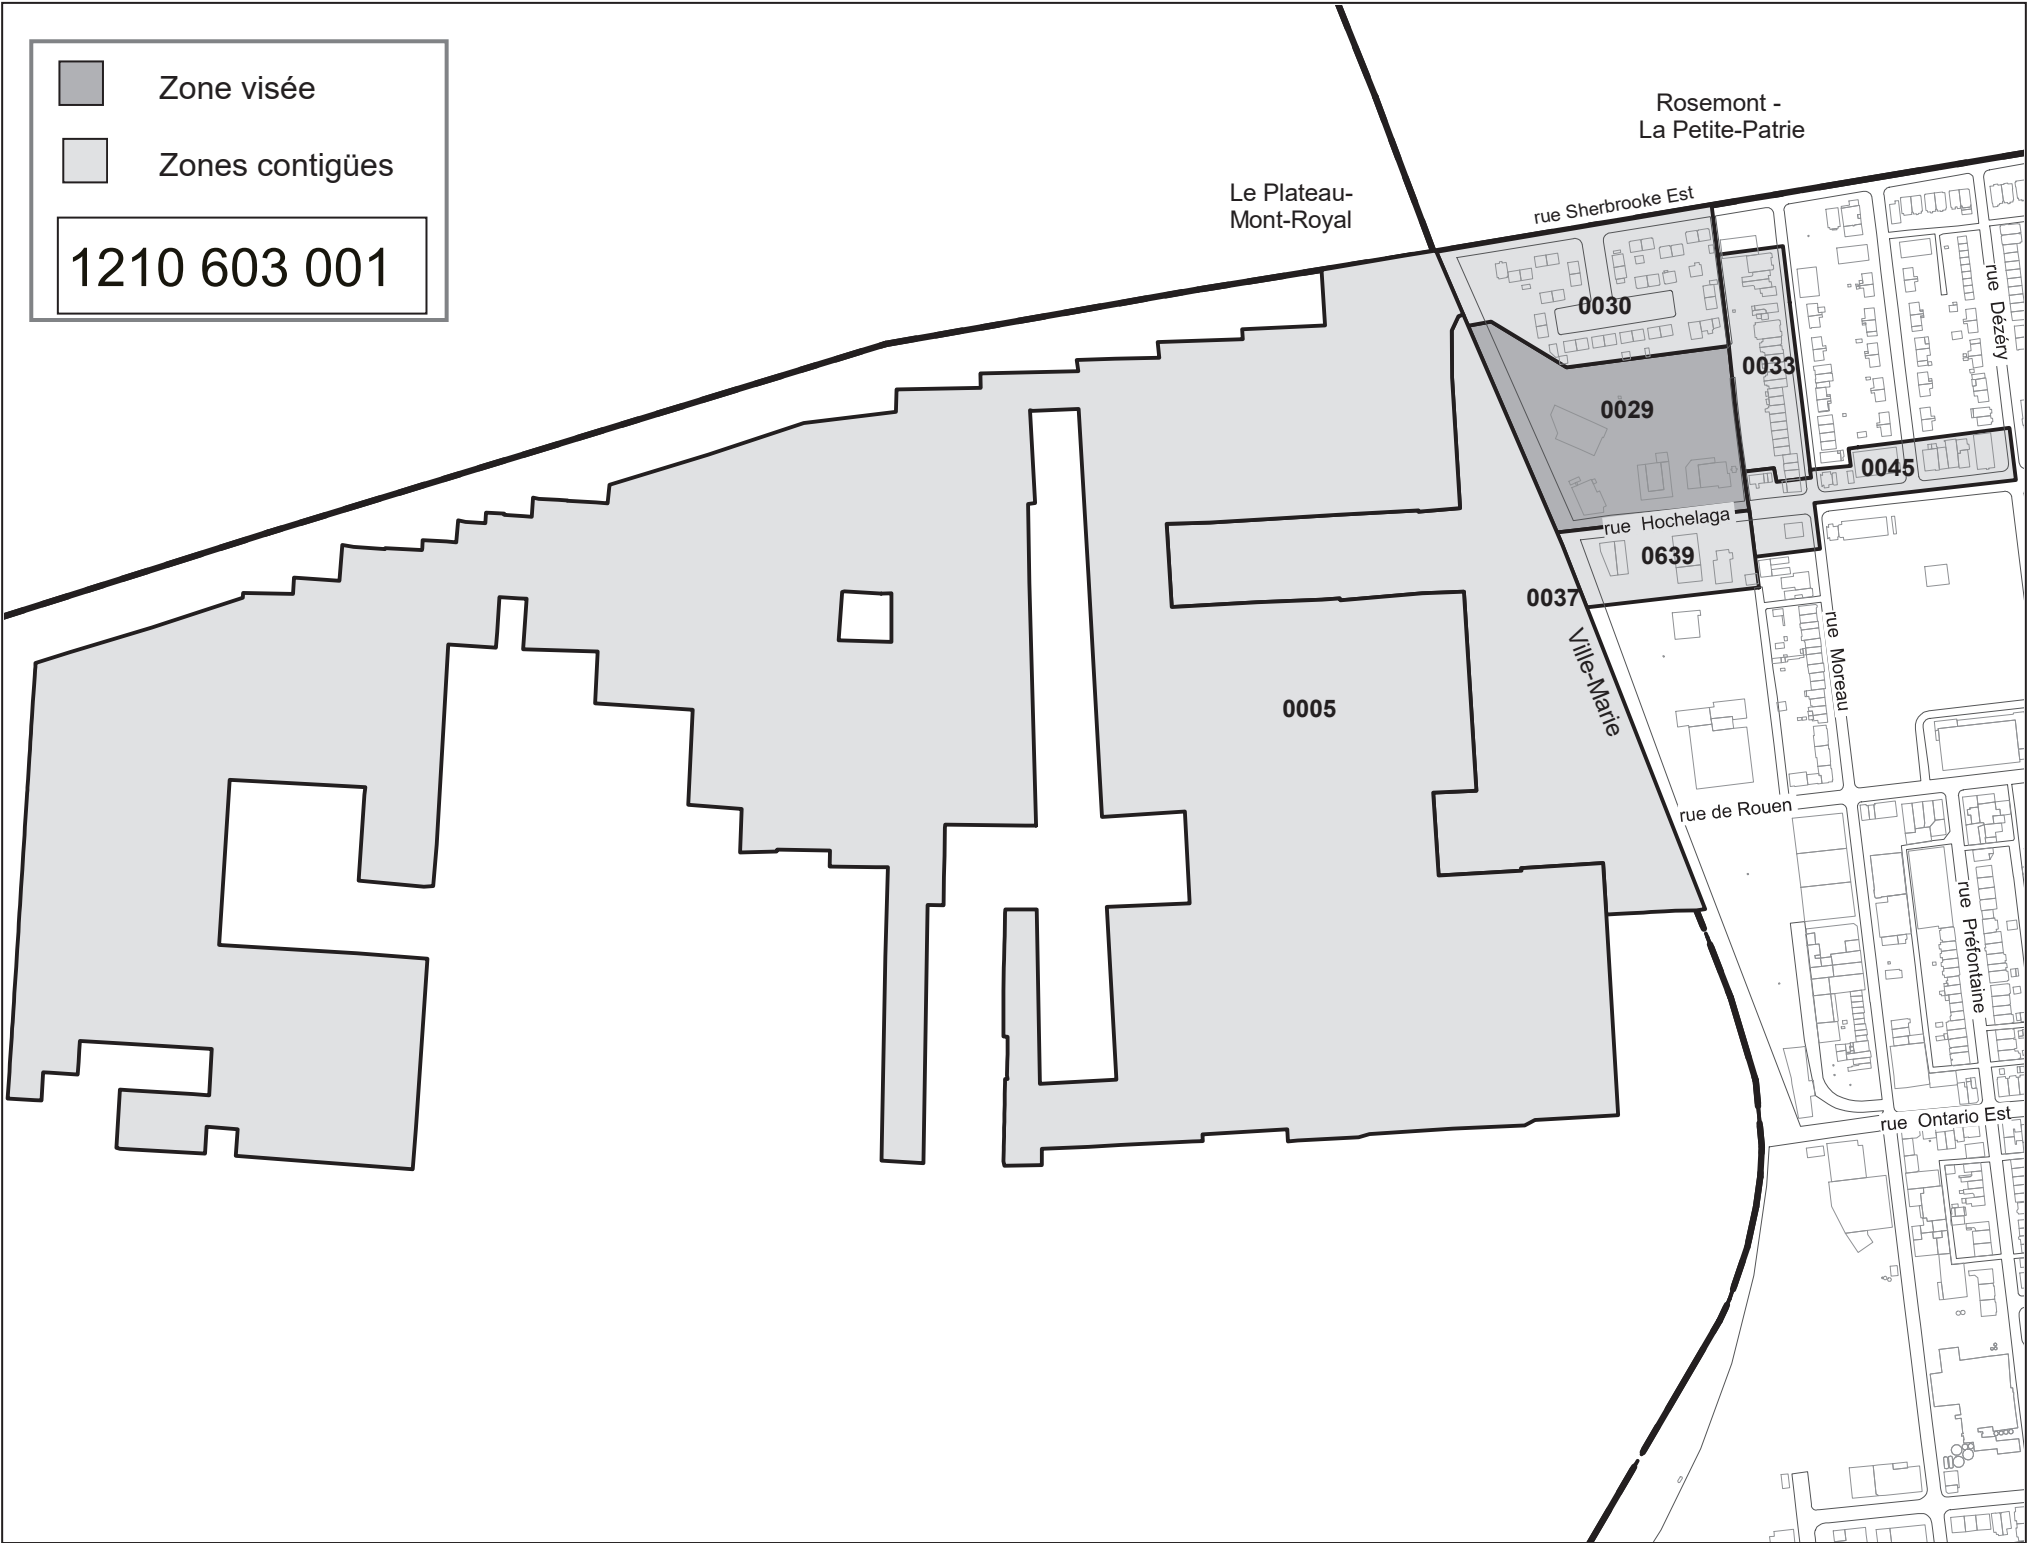 Zone visée
Zones contigües
1210 603 001
Rosemont -
La Petite-Patrie
Le Plateau-
Mont-Royal
rue Sherbrooke Est
0030
0033
0029
rue Dézéry
0045
rue Hochelaga
0639
0037
Ville-Marie
rue Moreau
0005
rue de Rouen
rue Préfontaine
rue Ontario Est